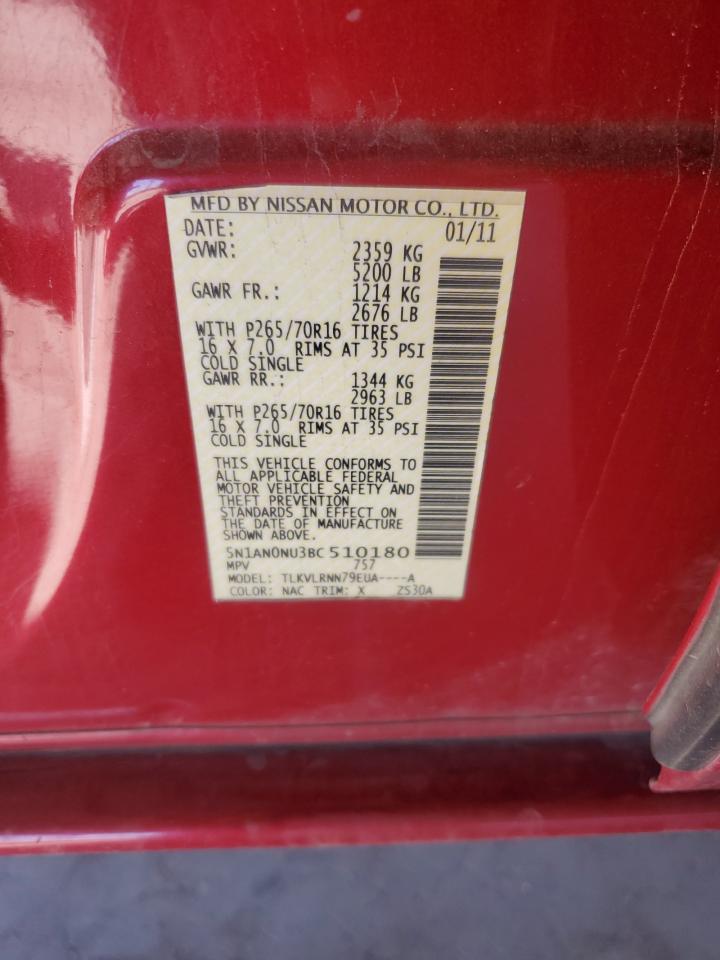 MFD BY NISSAN MOTOR CO., LTD.
DATE: 01/11
GVWR: 2359 KG
5200 LB
GAWR FR.: 1214 KG
2676 LB
WITH P265/70R16 TIRES
16 X 7.0 RIMS AT 35 PSI
COLD SINGLE
GAWR RR.: 1344 KG
2963 LB
WITH P265/70R16 TIRES
16 X 7.0 RIMS AT 35 PSI
COLD SINGLE
THIS VEHICLE CONFORMS TO
ALL APPLICABLE FEDERAL
MOTOR VEHICLE SAFETY AND
THEFT PREVENTION
STANDARDS IN EFFECT ON
THE DATE OF MANUFACTURE
SHOWN ABOVE.
5N1AN0NU3BC510180
MPV 757
MODEL: TLKVLRNN79EUA----A
COLOR: NAC TRIM: X ZS30A